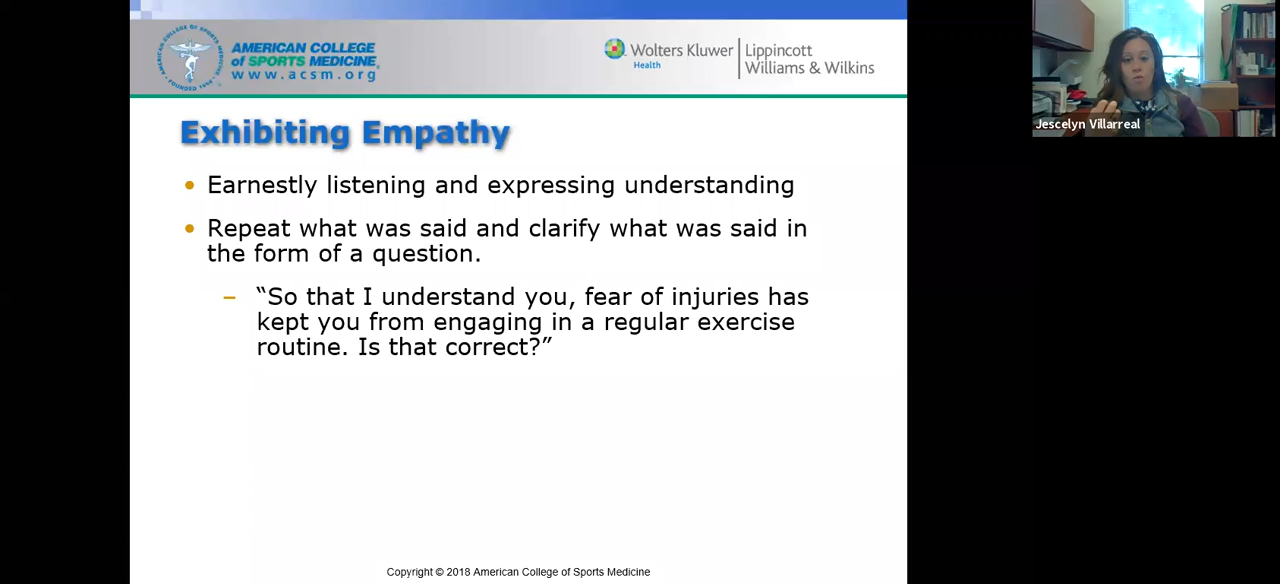 AMERICAN COLLEGE
of SPORTS MEDICINE
www.acsm.org
Wolters Kluwer
Health
Lippincott
Williams & Wilkins
Jescelyn Villarreal
Exhibiting Empathy
• Earnestly listening and expressing understanding
• Repeat what was said and clarify what was said in
the form of a question.
– “So that I understand you, fear of injuries has
kept you from engaging in a regular exercise
routine. Is that correct?”
Copyright © 2018 American College of Sports Medicine